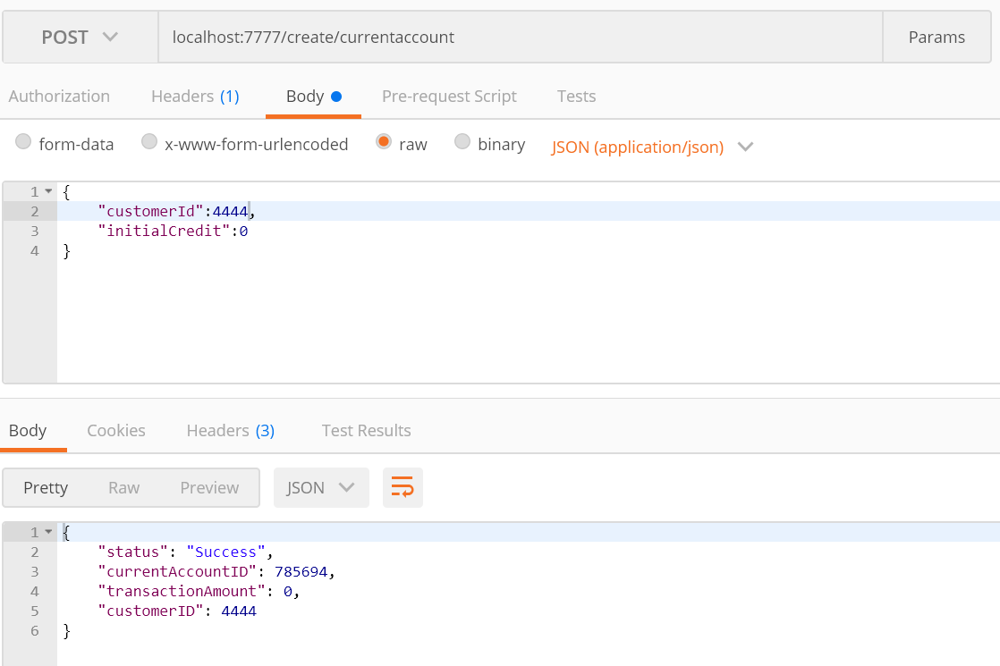 POST localhost:7777/create/currentaccount Params
Authorization Headers (1) Body Pre-request Script Tests
form-data x-www-form-urlencoded raw binary JSON (application/json)
1 {
2 "customerId":4444,
3 "initialCredit":0
4 }
Body Cookies Headers (3) Test Results
Pretty Raw Preview JSON
1 {
2 "status": "Success",
3 "currentAccountID": 785694,
4 "transactionAmount": 0,
5 "customerID": 4444
6 }